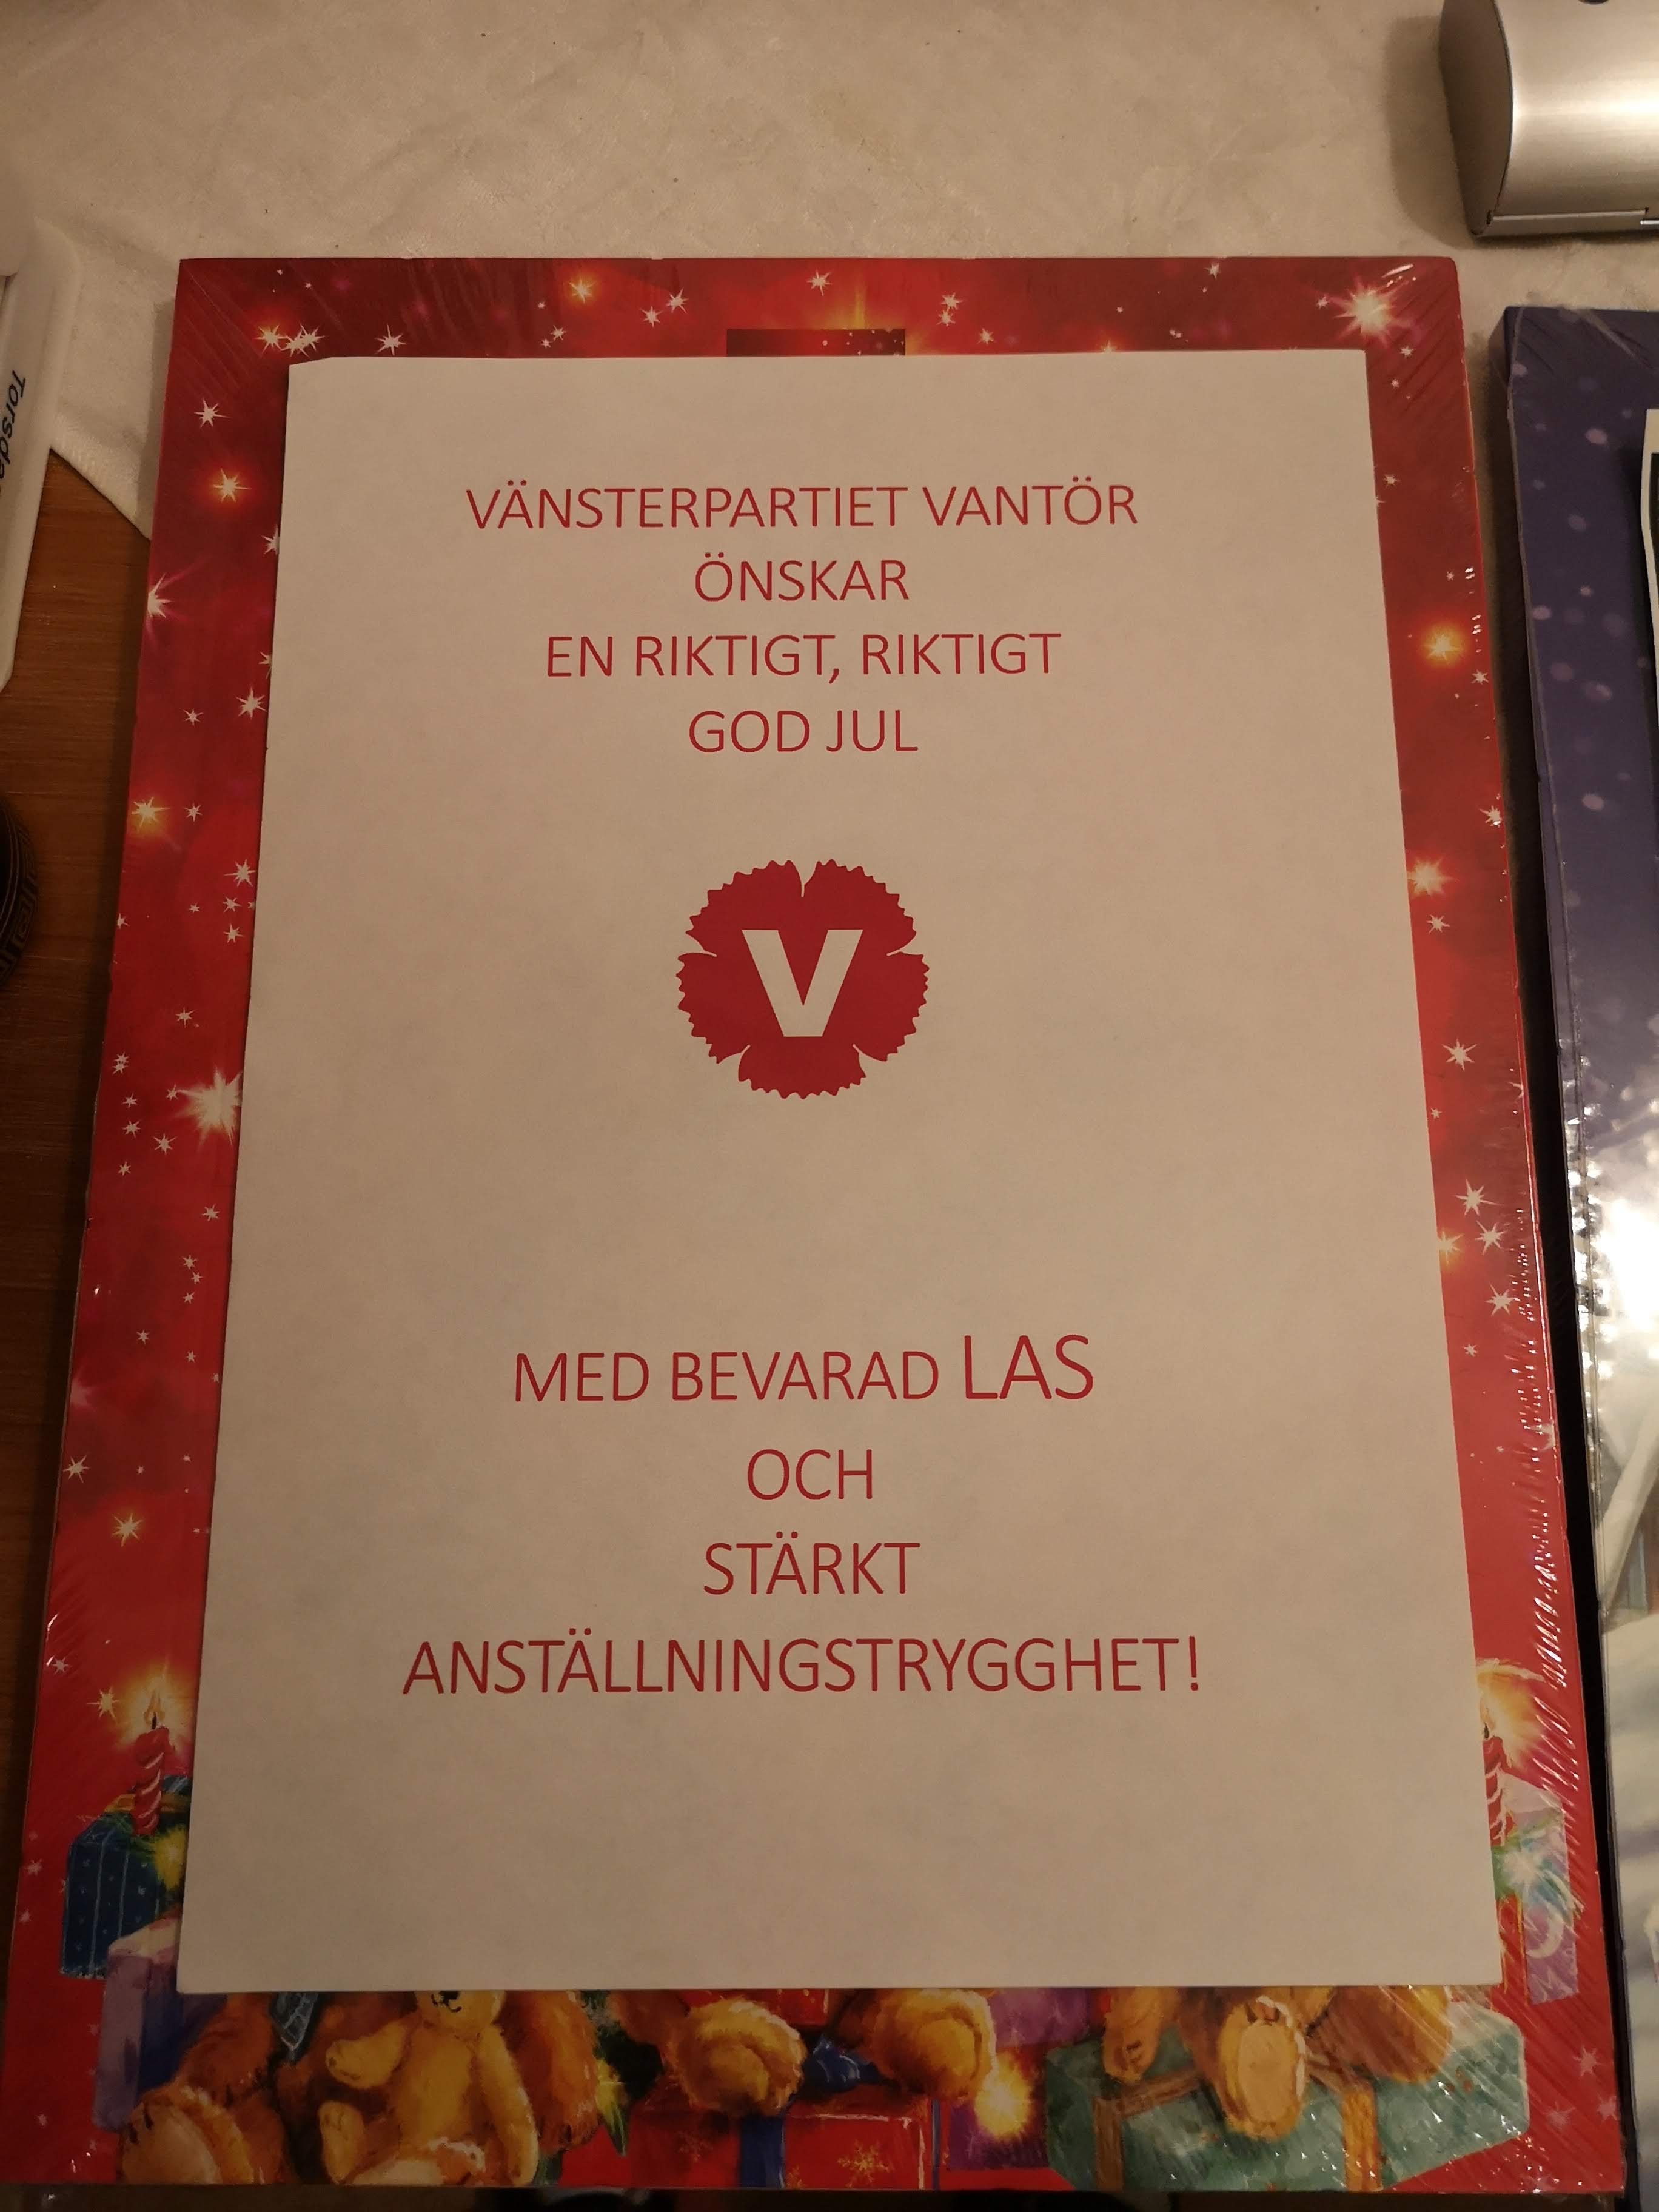 VÄNSTERPARTIET VANTÖR
ÖNSKAR
EN RIKTIGT, RIKTIGT
GOD JUL
V
MED BEVARAD LAS
OCH
STÄRKT
ANSTÄLLNINGSTRYGGHET!